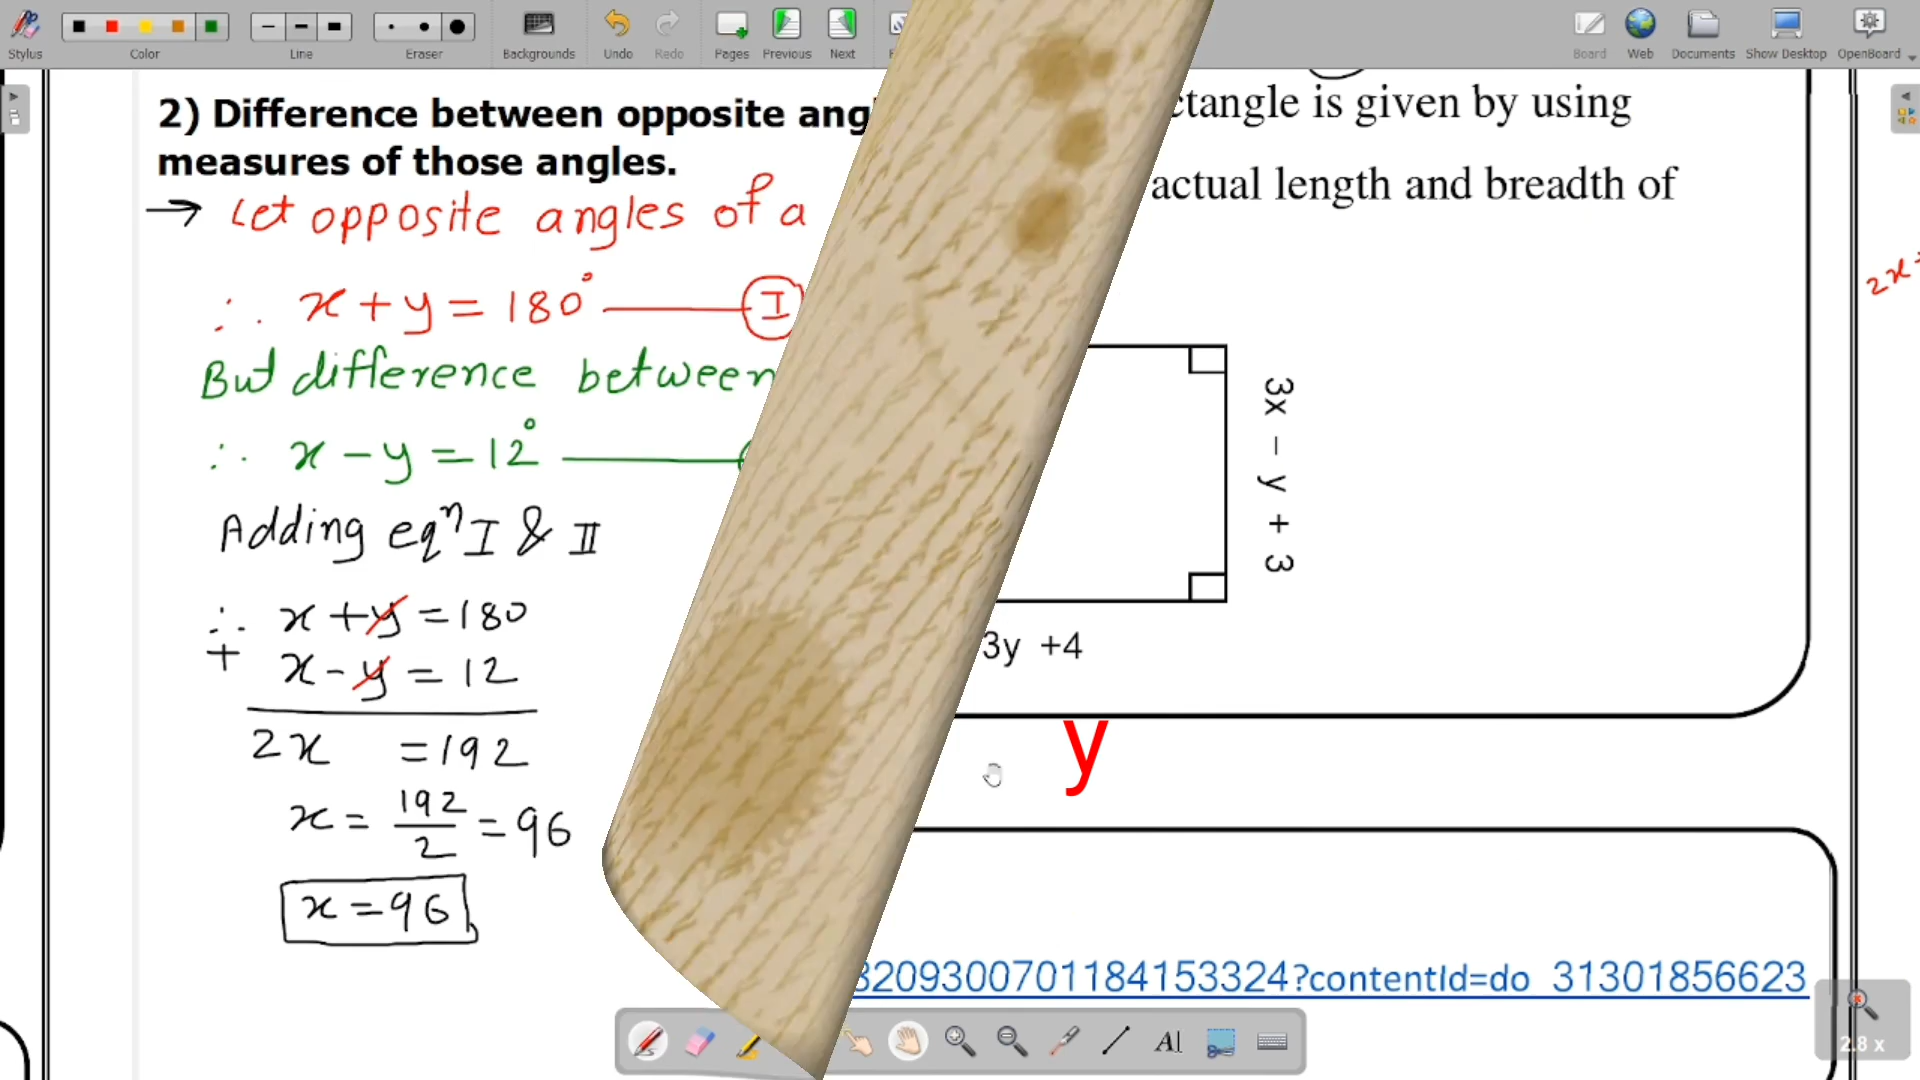 Stylus Color Line Eraser Backgrounds Undo Redo Pages Previous Next Board Web Documents Show Desktop OpenBoard
2) Difference between opposite ang
measures of those angles.
→ Let opposite angles of a
∴ x + y = 180° I
But difference between
∴ x - y = 12°
Adding eqⁿ I & II
∴ x + y = 180
+ x - y = 12
2x = 192
x = 192/2 = 96
x = 96
ctangle is given by using
actual length and breadth of
3x - y + 3
3y +4
y
3209300701184153324?contentId=do_31301856623
AI
2.8 x